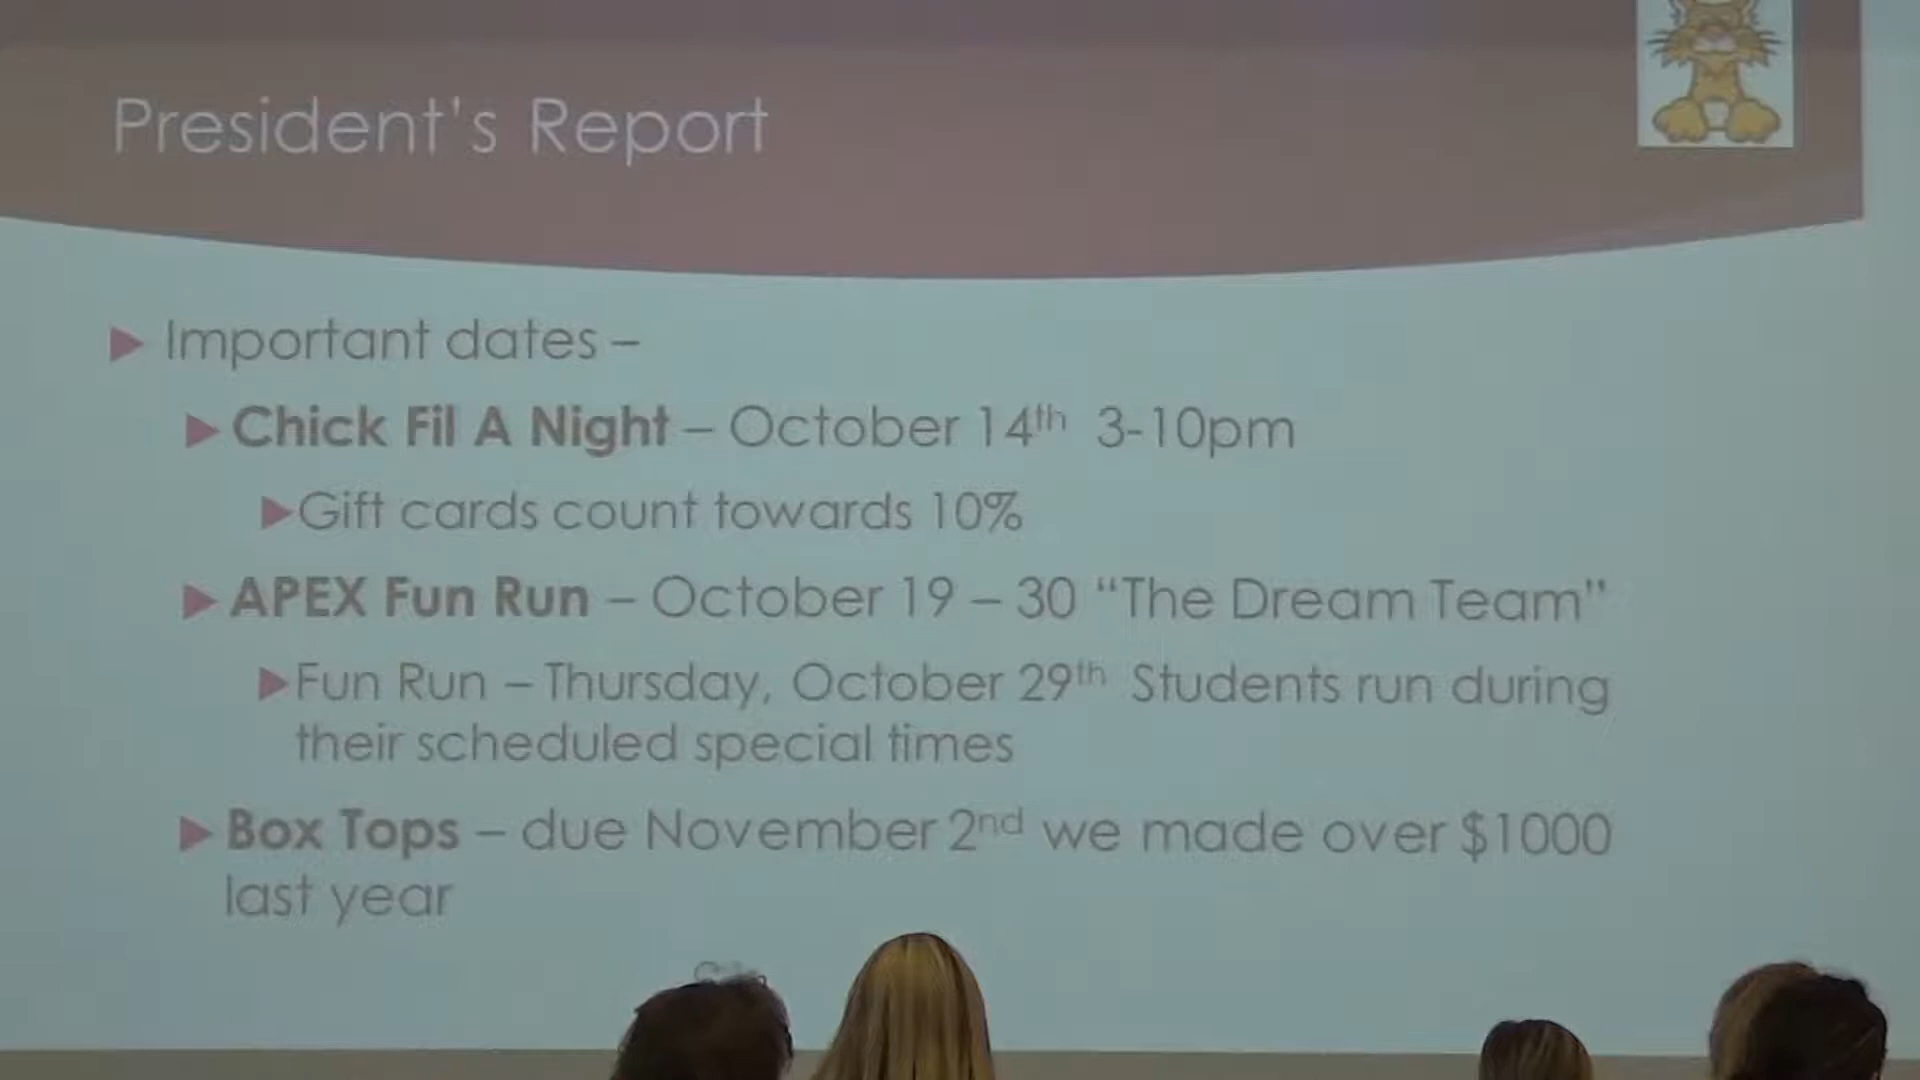 President's Report
Important dates –
Chick Fil A Night – October 14th 3-10pm
Gift cards count towards 10%
APEX Fun Run – October 19 – 30 “The Dream Team”
Fun Run – Thursday, October 29th Students run during
their scheduled special times
Box Tops – due November 2nd we made over $1000
last year